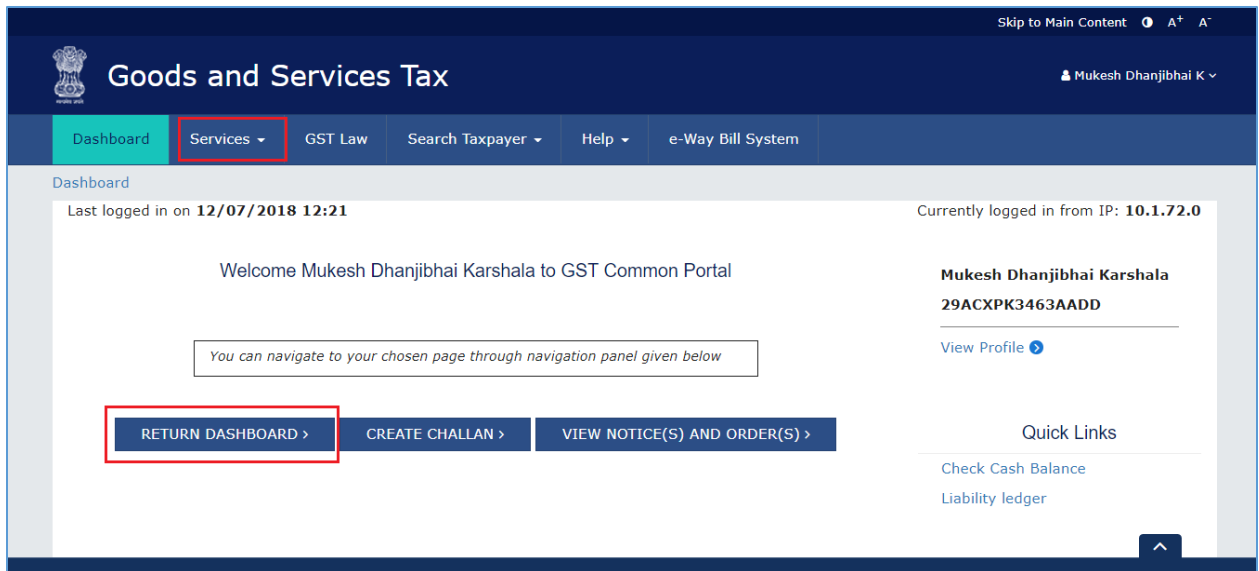 Skip to Main Content A+ A-
Goods and Services Tax
Mukesh Dhanjibhai K
Dashboard Services GST Law Search Taxpayer Help e-Way Bill System
Dashboard
Last logged in on 12/07/2018 12:21 Currently logged in from IP: 10.1.72.0
Welcome Mukesh Dhanjibhai Karshala to GST Common Portal
Mukesh Dhanjibhai Karshala
29ACXPK3463AADD
You can navigate to your chosen page through navigation panel given below
View Profile
RETURN DASHBOARD > CREATE CHALLAN > VIEW NOTICE(S) AND ORDER(S) >
Quick Links
Check Cash Balance
Liability ledger